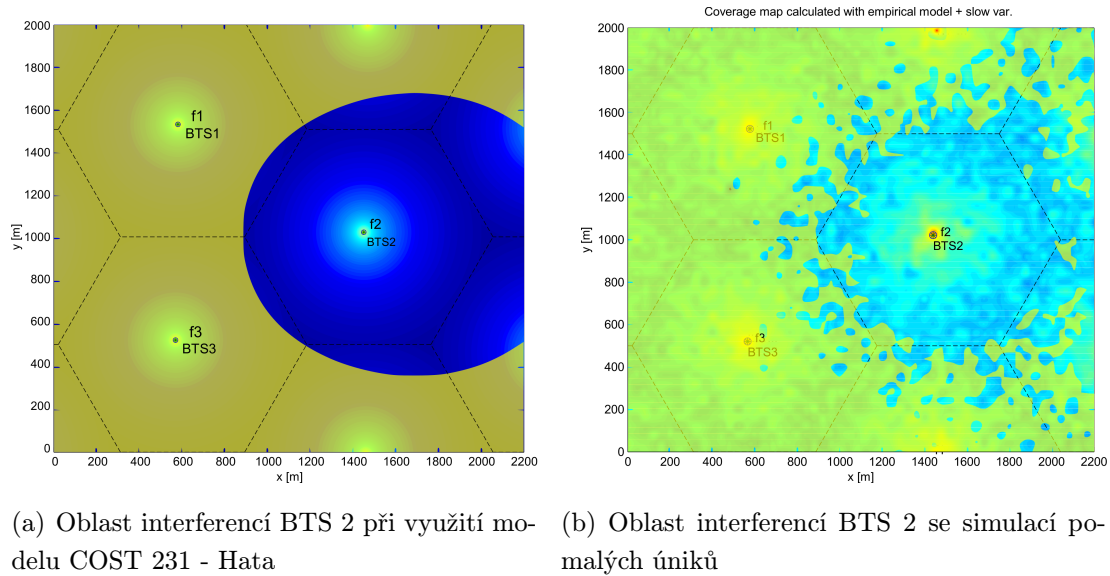 Coverage map calculated with empirical model + slow var.
2000
1800
1600
1400
1200
1000
800
600
400
200
0
y [m]
f1
BTS1
f2
BTS2
f3
BTS3
0 200 400 600 800 1000 1200 1400 1600 1800 2000 2200
x [m]
2000
1800
1600
1400
1200
1000
800
600
400
200
0
y [m]
f1
BTS1
f2
BTS2
f3
BTS3
0 200 400 600 800 1000 1200 1400 1600 1800 2000 2200
x [m]
(a) Oblast interferencí BTS 2 při využití mo-
delu COST 231 - Hata
(b) Oblast interferencí BTS 2 se simulací po-
malých úniků